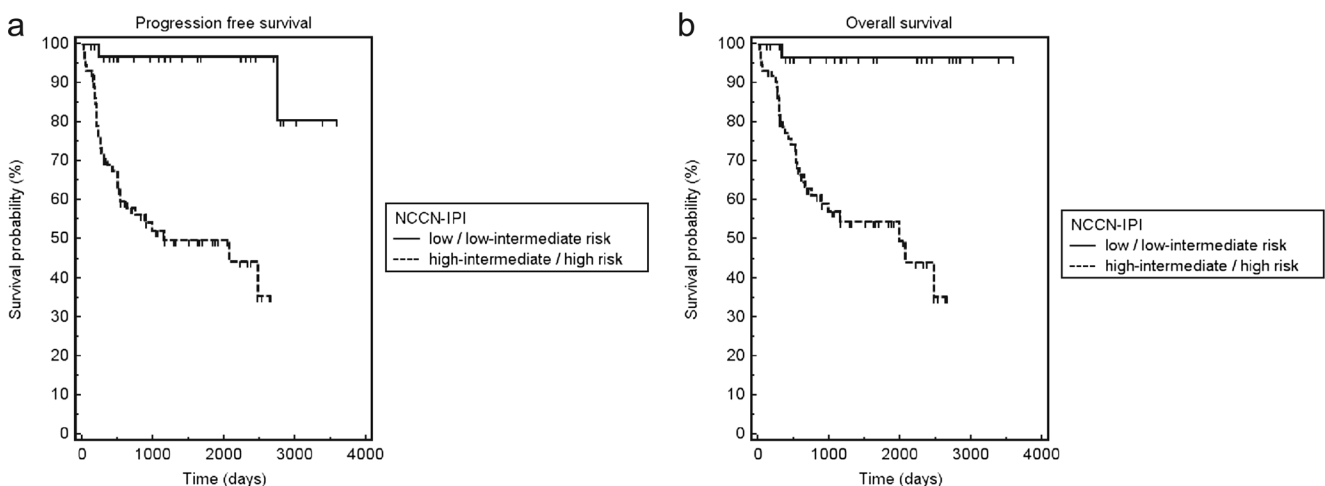 a
Progression free survival
100
90
80
70
60
50
40
30
20
10
0
Survival probability (%)
0 1000 2000 3000 4000
Time (days)
NCCN-IPI
low / low-intermediate risk
high-intermediate / high risk
b
Overall survival
100
90
80
70
60
50
40
30
20
10
0
Survival probability (%)
0 1000 2000 3000 4000
Time (days)
NCCN-IPI
low / low-intermediate risk
high-intermediate / high risk